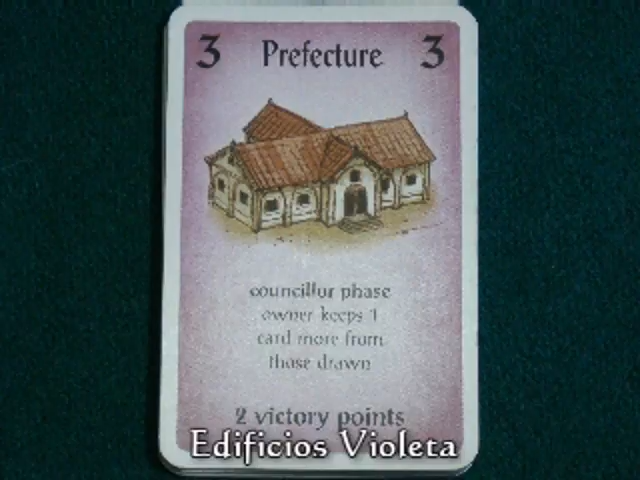 3 Prefecture 3
councillor phase
owner keeps 1
card more from
those drawn
2 victory points
Edificios Violeta